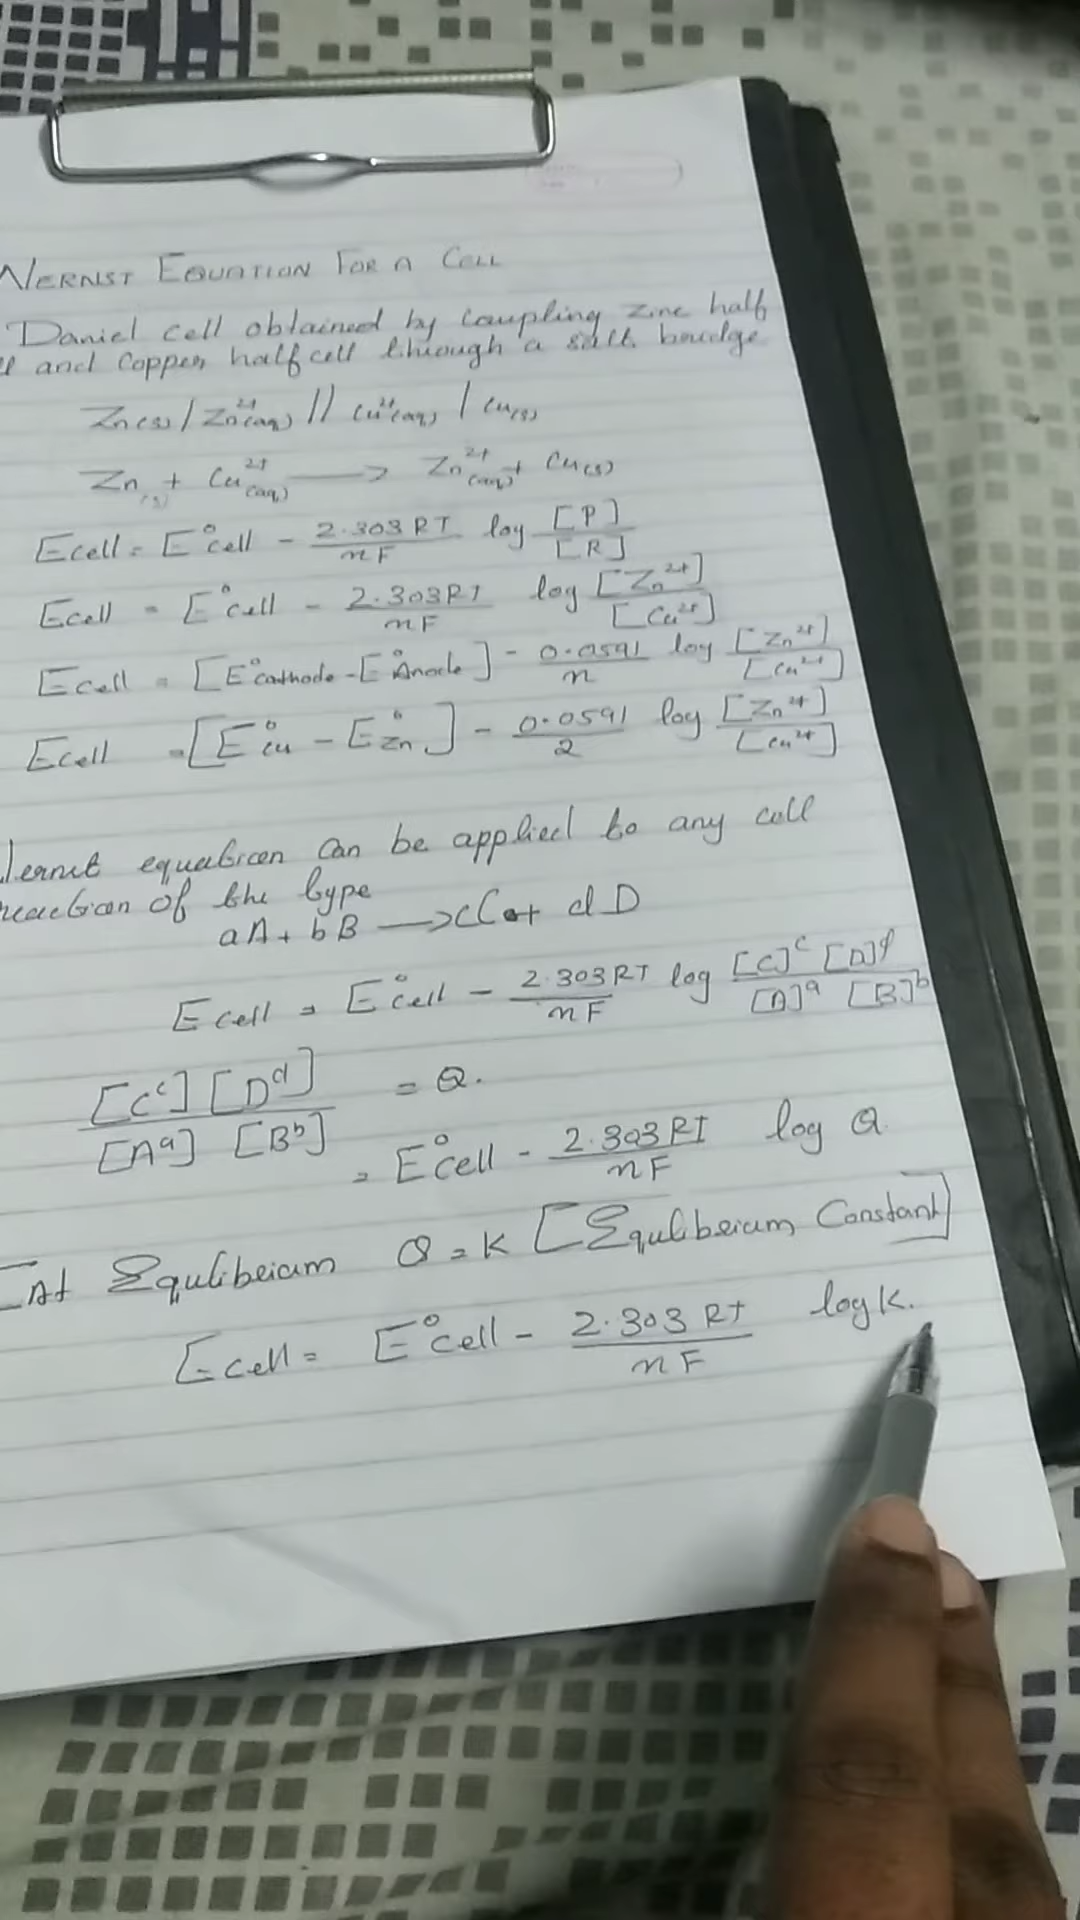 NERNST EQUATION FOR A CELL
Daniel cell obtained by coupling zinc half
and Copper half cell through a salt bridge
Zn(s) / Zn²⁺(aq) // Cu²⁺(aq) / Cu(s)
Zn(s) + Cu²⁺(aq) → Zn²⁺(aq) + Cu(s)
Ecell = E°cell - 2.303RT/nF log [P]/[R]
Ecell = E°cell - 2.303RT/nF log [Zn²⁺]/[Cu²⁺]
Ecell = [E°cathode - E°Anode] - 0.0591/n log [Zn²⁺]/[Cu²⁺]
Ecell = [E°cu - E°zn] - 0.0591/2 log [Zn²⁺]/[Cu²⁺]
equation can be applied to any cell
reaction of the type
aA + bB → cC + dD
Ecell = E°cell - 2.303RT/nF log [C]ᶜ [D]ᵈ/[A]ᵃ [B]ᵇ
[Cᶜ] [Dᵈ]/[Aᵃ] [Bᵇ] = Q.
= E°cell - 2.303RT/nF log Q
At Equlibrium Q = K [Equlibrium Constant]
Ecell = E°cell - 2.303 RT/nF log K.